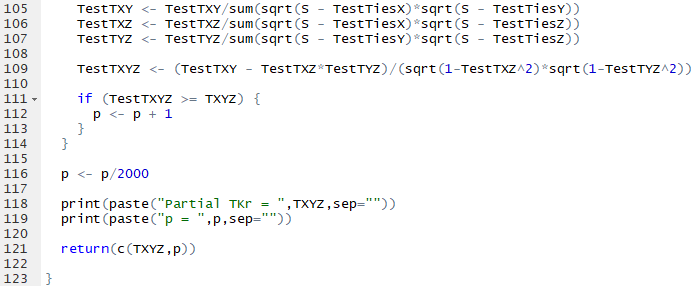 105 TestTXY <- TestTXY/sum(sqrt(S - TestTiesX)*sqrt(S - TestTiesY))
106 TestTXZ <- TestTXZ/sum(sqrt(S - TestTiesX)*sqrt(S - TestTiesZ))
107 TestTYZ <- TestTYZ/sum(sqrt(S - TestTiesY)*sqrt(S - TestTiesZ))
108
109 TestTXYZ <- (TestTXY - TestTXZ*TestTYZ)/(sqrt(1-TestTXZ^2)*sqrt(1-TestTYZ^2))
110
111 if (TestTXYZ >= TXYZ) {
112 p <- p + 1
113 }
114 }
115
116 p <- p/2000
117
118 print(paste("Partial TKr = ",TXYZ,sep=""))
119 print(paste("p = ",p,sep=""))
120
121 return(c(TXYZ,p))
122
123 }